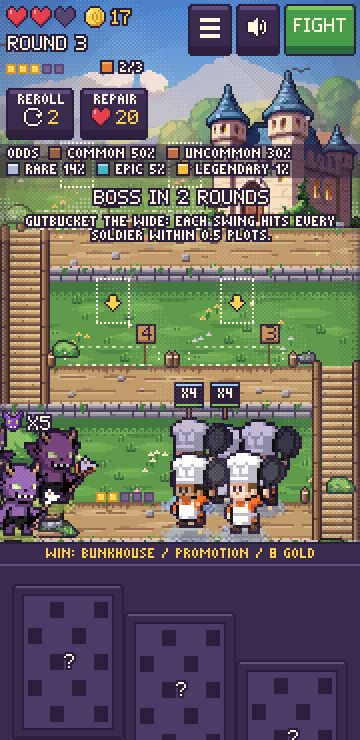 17
FIGHT
ROUND 3
2/3
REROLL
2
REPAIR
20
ODDS COMMON 50% UNCOMMON 30%
RARE 14% EPIC 5% LEGENDARY 1%
BOSS IN 2 ROUNDS
GUTBUCKET THE WIDE: EACH SWING HITS EVERY
SOLDIER WITHIN 0.5 PLOTS.
4
3
X4
X4
X5
WIN: BUNKHOUSE / PROMOTION / 8 GOLD
?
?
?